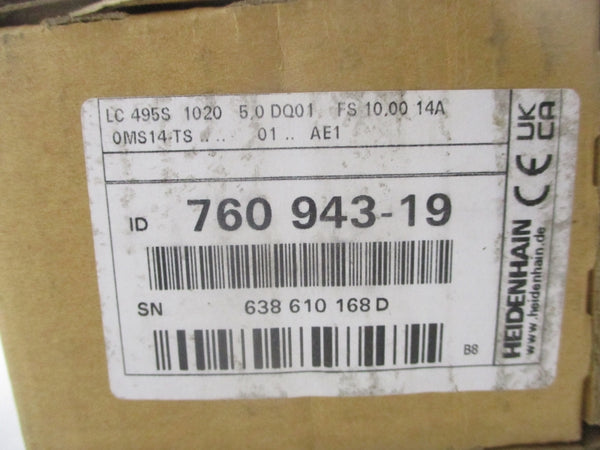 LC 495S 1020 5,0 DQ01 FS 10,00 14A
0MS14-TS .. .. 01 .. AE1
ID 760 943-19
SN 638 610 168 D
B8
HEIDENHAIN
www.heidenhain.de
CE UK CA